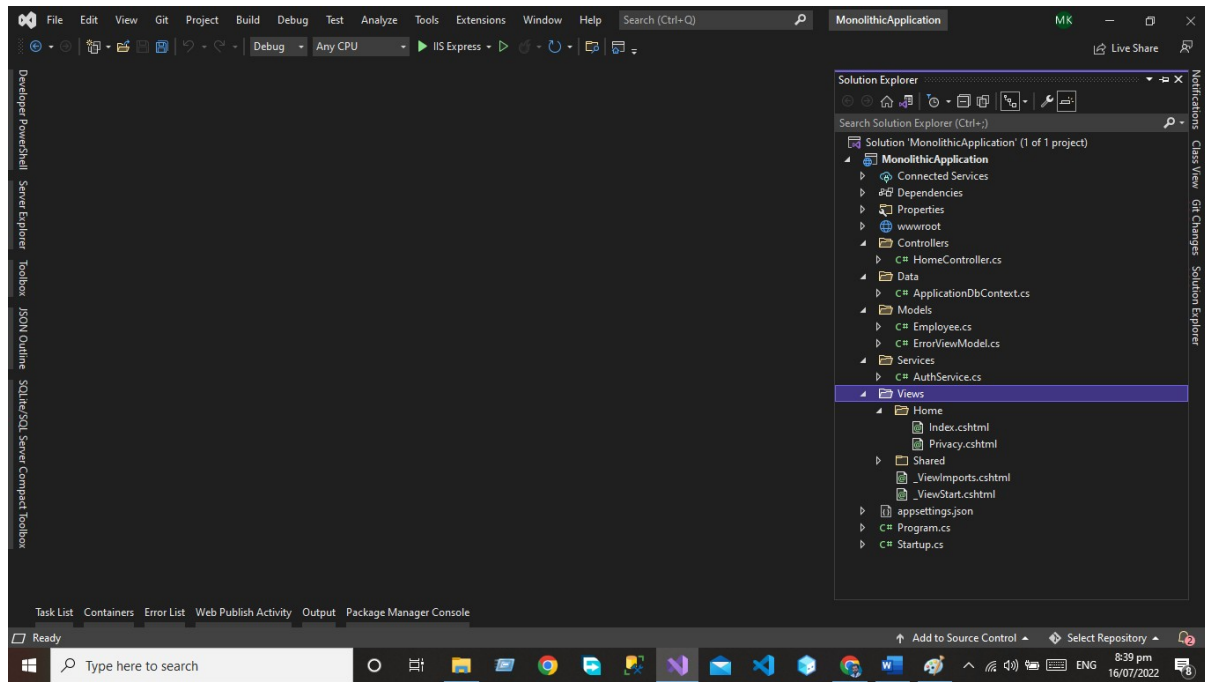 File Edit View Git Project Build Debug Test Analyze Tools Extensions Window Help Search (Ctrl+Q) MonolithicApplication MK
Debug Any CPU IIS Express Live Share
Developer PowerShell
Server Explorer
Toolbox
JSON Outline
SQLite/SQL Server Compact Toolbox
Solution Explorer
Search Solution Explorer (Ctrl+;)
Solution 'MonolithicApplication' (1 of 1 project)
MonolithicApplication
Connected Services
Dependencies
Properties
wwwroot
Controllers
C# HomeController.cs
Data
C# ApplicationDbContext.cs
Models
C# Employee.cs
C# ErrorViewModel.cs
Services
C# AuthService.cs
Views
Home
Index.cshtml
Privacy.cshtml
Shared
_ViewImports.cshtml
_ViewStart.cshtml
appsettings.json
C# Program.cs
C# Startup.cs
Notifications
Class View
Git Changes
Solution Explorer
Task List Containers Error List Web Publish Activity Output Package Manager Console
Ready Add to Source Control Select Repository 2
Type here to search ENG 8:39 pm
16/07/2022 8